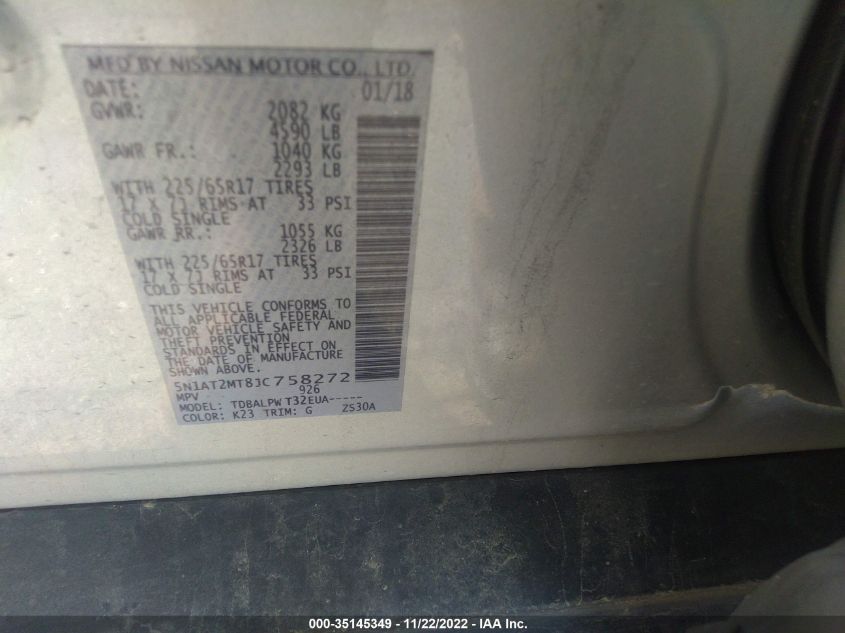 MFD BY NISSAN MOTOR CO., LTD.
DATE: 01/18
GVWR: 2082 KG
4590 LB
GAWR FR.: 1040 KG
2293 LB
WITH 225/65R17 TIRES
17 X 7J RIMS AT 33 PSI
COLD SINGLE
GAWR RR.: 1055 KG
2326 LB
WITH 225/65R17 TIRES
17 X 7J RIMS AT 33 PSI
COLD SINGLE
THIS VEHICLE CONFORMS TO
ALL APPLICABLE FEDERAL
MOTOR VEHICLE SAFETY AND
THEFT PREVENTION
STANDARDS IN EFFECT ON
THE DATE OF MANUFACTURE
SHOWN ABOVE.
5N1AT2MT8JC758272
MPV 926
MODEL: TDBALPW T32EUA-----
COLOR: K23 TRIM: G ZS30A
000-35145349 - 11/22/2022 - IAA Inc.